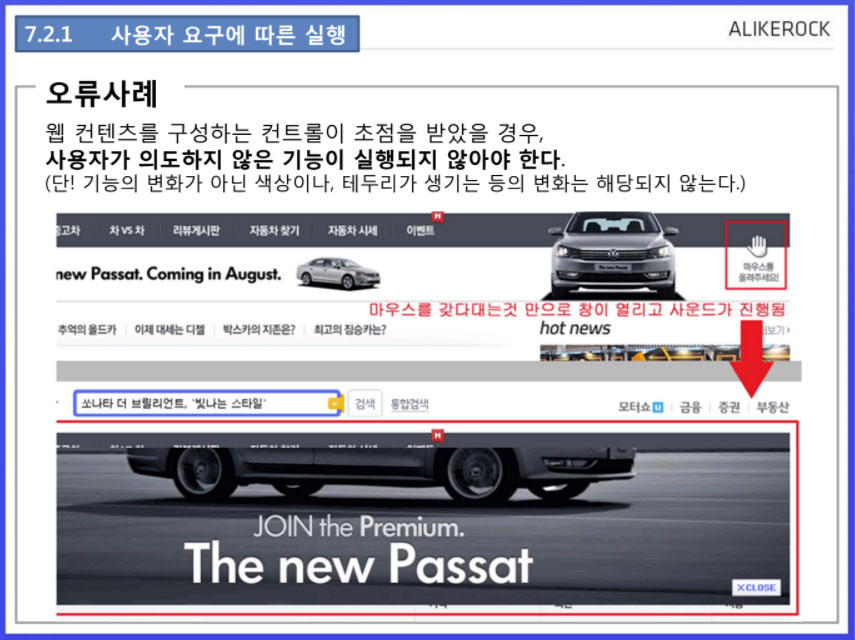 7.2.1 사용자 요구에 따른 실행
ALIKEROCK
오류사례
웹 컨텐츠를 구성하는 컨트롤이 초점을 받았을 경우,
사용자가 의도하지 않은 기능이 실행되지 않아야 한다.
(단! 기능의 변화가 아닌 색상이나, 테두리가 생기는 등의 변화는 해당되지 않는다.)
중고차 차 VS 차 리뷰게시판 자동차 찾기 자동차 시세 이벤트
N
new Passat. Coming in August.
마우스를
올려주세요!
마우스를 갖다대는것 만으로 창이 열리고 사운드가 진행됨
추억의 올드카 이제 대세는 디젤 박스카의 지존은? 최고의 짐승카는?
hot news
더보기 >
쏘나타 더 브릴리언트, '빛나는 스타일'
검색 통합검색
모터쇼 U 금융 증권 부동산
N
JOIN the Premium.
The new Passat
X CLOSE